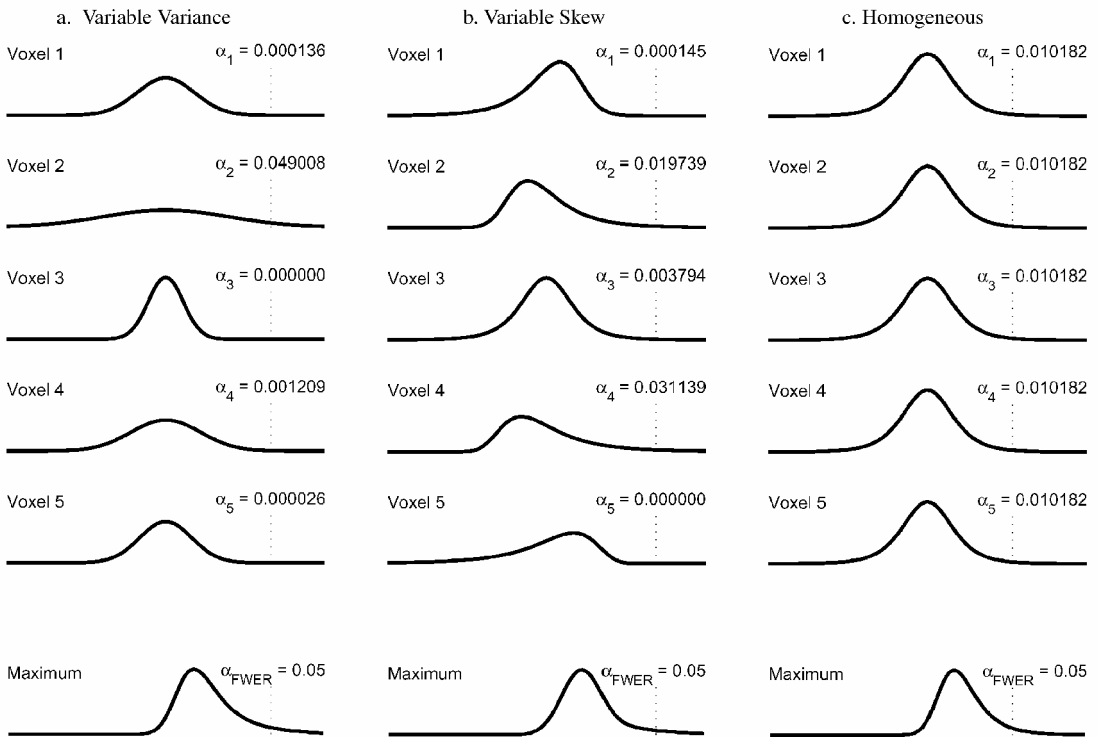 a. Variable Variance
Voxel 1 α1 = 0.000136
Voxel 2 α2 = 0.049008
Voxel 3 α3 = 0.000000
Voxel 4 α4 = 0.001209
Voxel 5 α5 = 0.000026
Maximum αFWER = 0.05
b. Variable Skew
Voxel 1 α1 = 0.000145
Voxel 2 α2 = 0.019739
Voxel 3 α3 = 0.003794
Voxel 4 α4 = 0.031139
Voxel 5 α5 = 0.000000
Maximum αFWER = 0.05
c. Homogeneous
Voxel 1 α1 = 0.010182
Voxel 2 α2 = 0.010182
Voxel 3 α3 = 0.010182
Voxel 4 α4 = 0.010182
Voxel 5 α5 = 0.010182
Maximum αFWER = 0.05